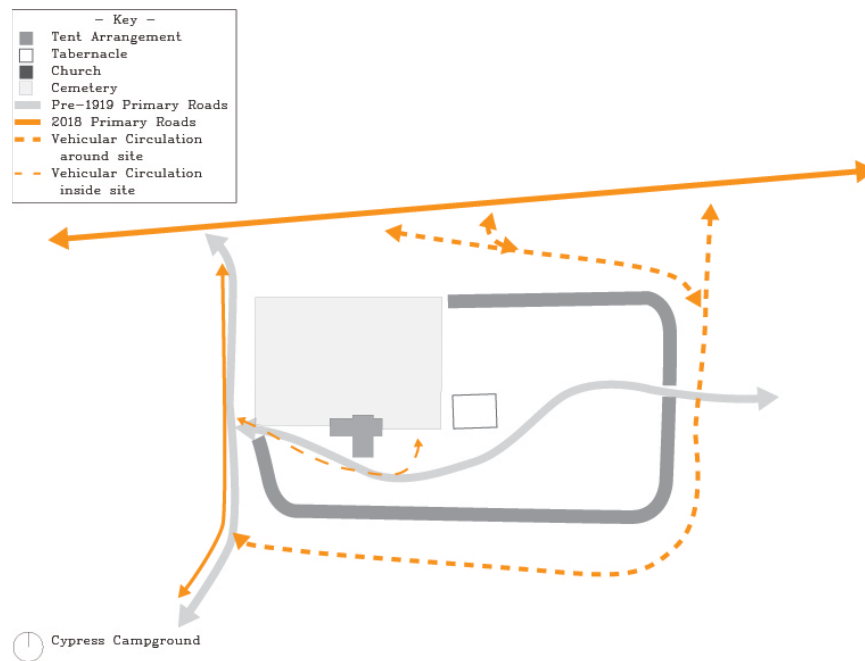 – Key –
Tent Arrangement
Tabernacle
Church
Cemetery
Pre-1919 Primary Roads
2018 Primary Roads
Vehicular Circulation
around site
Vehicular Circulation
inside site
Cypress Campground